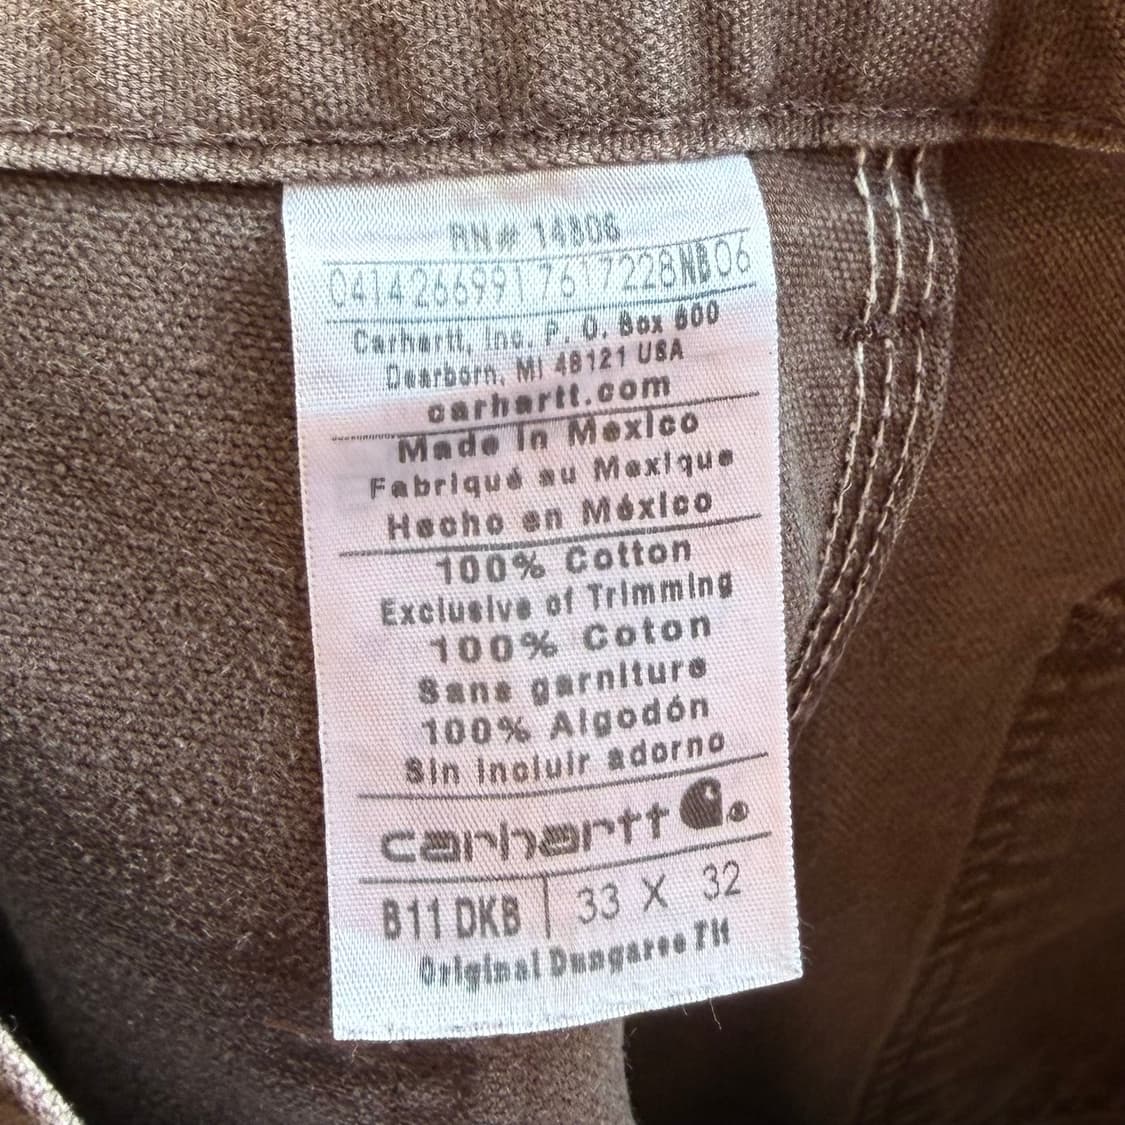 RN# 14806
0414266991761 7228NB06
Carhartt, Inc. P. O. Box 600
Dearborn, MI 48121 USA
carhartt.com
Made in Mexico
Fabriqué au Mexique
Hecho en México
100% Cotton
Exclusive of Trimming
100% Coton
Sans garniture
100% Algodón
Sin incluir adorno
carhartt
B11 DKB | 33 X 32
Original Dungaree Fit